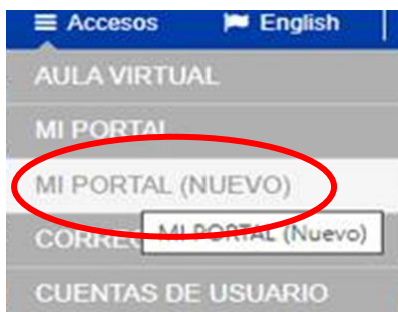 Accesos English
AULA VIRTUAL
MI PORTAL
MI PORTAL (NUEVO)
MI PORTAL (Nuevo)
CUENTAS DE USUARIO